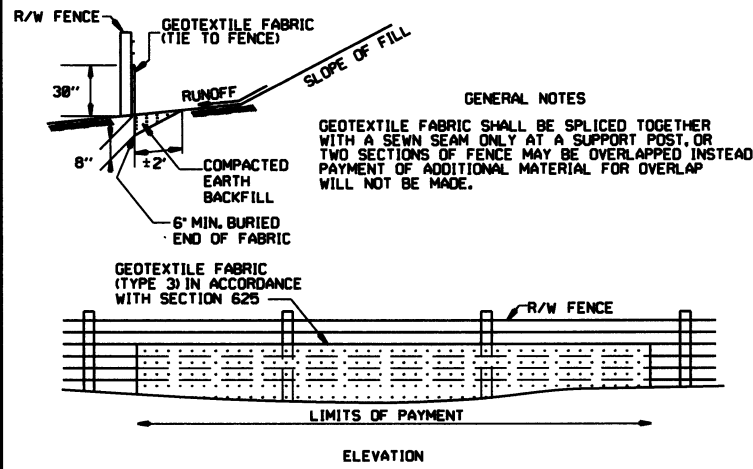 R/W FENCE
GEOTEXTILE FABRIC
(TIE TO FENCE)
30"
RUNOFF
SLOPE OF FILL
8"
±2'
COMPACTED
EARTH
BACKFILL
6" MIN. BURIED
END OF FABRIC
GENERAL NOTES
GEOTEXTILE FABRIC SHALL BE SPLICED TOGETHER
WITH A SEWN SEAM ONLY AT A SUPPORT POST, OR
TWO SECTIONS OF FENCE MAY BE OVERLAPPED INSTEAD
PAYMENT OF ADDITIONAL MATERIAL FOR OVERLAP
WILL NOT BE MADE.
GEOTEXTILE FABRIC
(TYPE 3) IN ACCORDANCE
WITH SECTION 625
R/W FENCE
LIMITS OF PAYMENT
ELEVATION